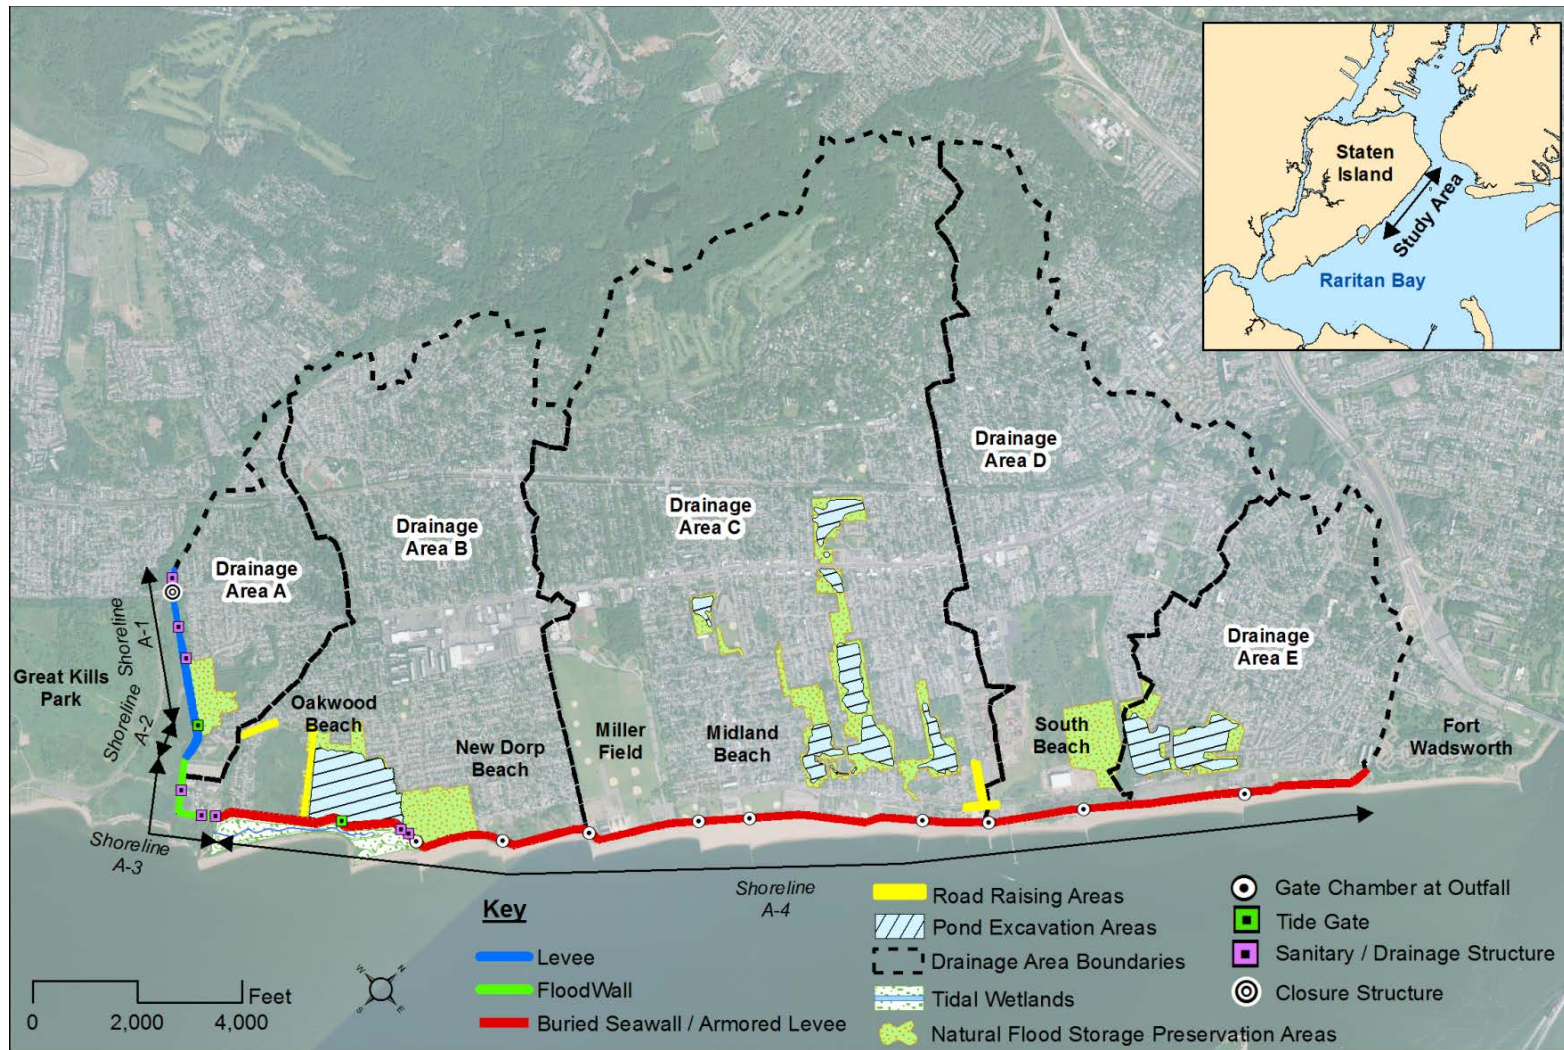 Staten
Island
Study Area
Raritan Bay
Drainage
Area D
Drainage
Area C
Drainage
Area B
Drainage
Area A
Drainage
Area E
Shoreline
A-1
Great Kills
Park
Shoreline
A-2
Oakwood
Beach
New Dorp
Beach
Miller
Field
Midland
Beach
South
Beach
Fort
Wadsworth
Shoreline
A-3
Shoreline
A-4
Key
Levee
FloodWall
Buried Seawall / Armored Levee
Road Raising Areas
Pond Excavation Areas
Drainage Area Boundaries
Tidal Wetlands
Natural Flood Storage Preservation Areas
Gate Chamber at Outfall
Tide Gate
Sanitary / Drainage Structure
Closure Structure
Feet
0 2,000 4,000
W N
S E